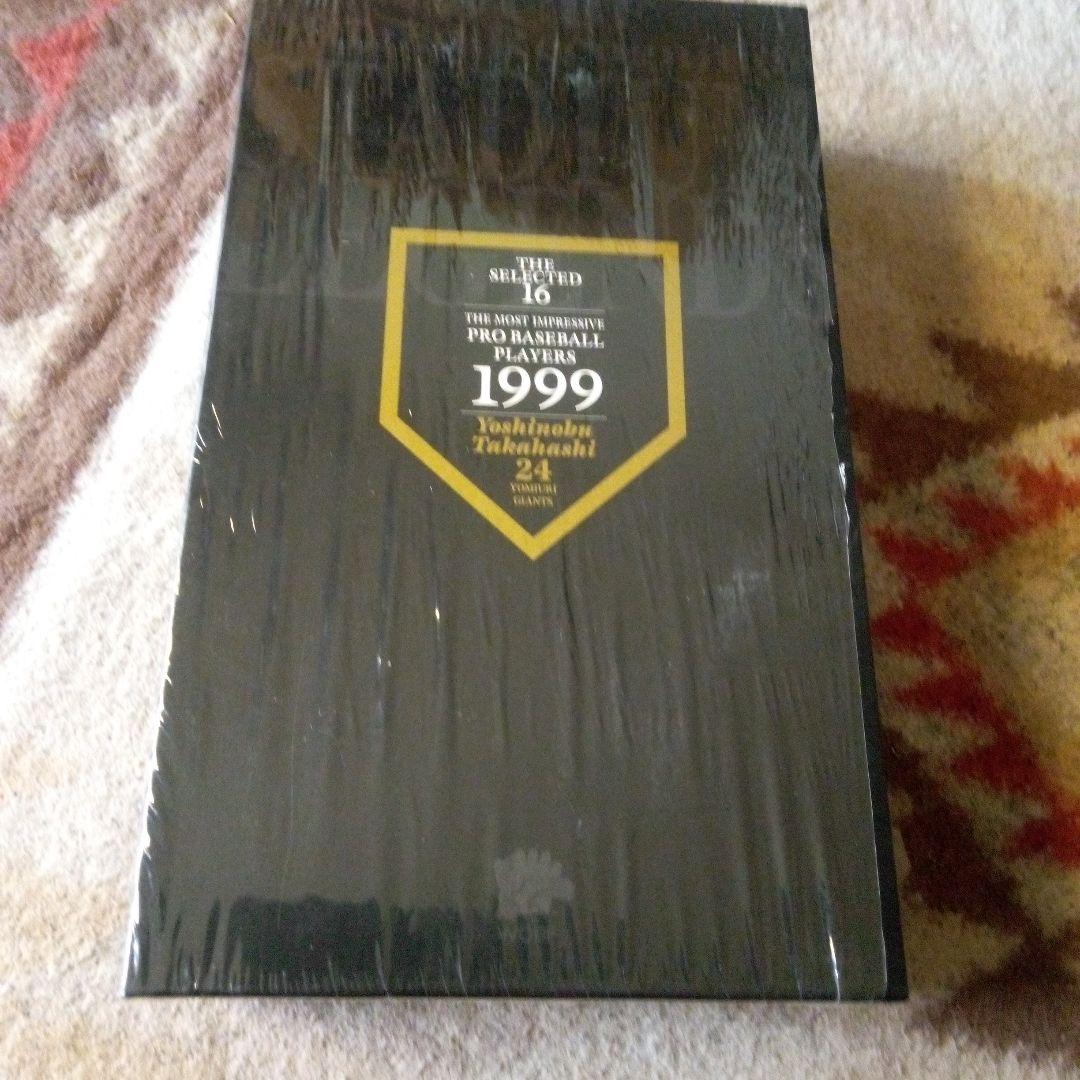 THE
SELECTED
16
THE MOST IMPRESSIVE
PRO BASEBALL
PLAYERS
1999
Yoshinobu
Takahashi
24
YOMIURI
GIANTS